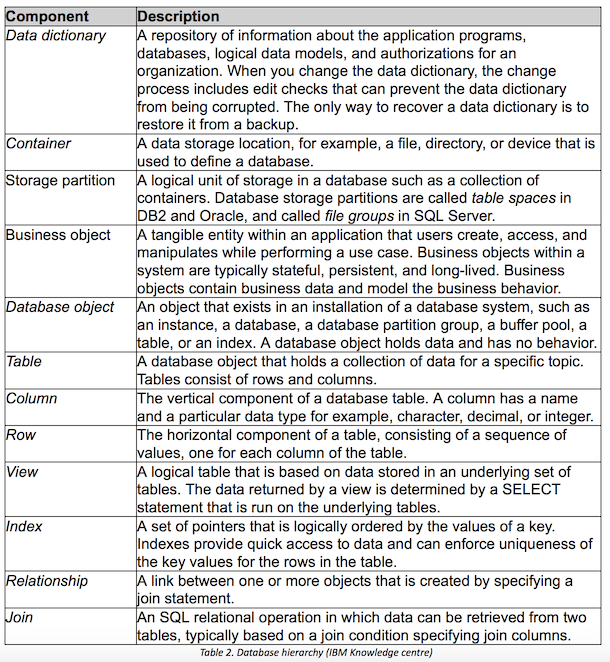 Component Description
Data dictionary A repository of information about the application programs,
databases, logical data models, and authorizations for an
organization. When you change the data dictionary, the change
process includes edit checks that can prevent the data dictionary
from being corrupted. The only way to recover a data dictionary is to
restore it from a backup.
Container A data storage location, for example, a file, directory, or device that is
used to define a database.
Storage partition A logical unit of storage in a database such as a collection of
containers. Database storage partitions are called table spaces in
DB2 and Oracle, and called file groups in SQL Server.
Business object A tangible entity within an application that users create, access, and
manipulates while performing a use case. Business objects within a
system are typically stateful, persistent, and long-lived. Business
objects contain business data and model the business behavior.
Database object An object that exists in an installation of a database system, such as
an instance, a database, a database partition group, a buffer pool, a
table, or an index. A database object holds data and has no behavior.
Table A database object that holds a collection of data for a specific topic.
Tables consist of rows and columns.
Column The vertical component of a database table. A column has a name
and a particular data type for example, character, decimal, or integer.
Row The horizontal component of a table, consisting of a sequence of
values, one for each column of the table.
View A logical table that is based on data stored in an underlying set of
tables. The data returned by a view is determined by a SELECT
statement that is run on the underlying tables.
Index A set of pointers that is logically ordered by the values of a key.
Indexes provide quick access to data and can enforce uniqueness of
the key values for the rows in the table.
Relationship A link between one or more objects that is created by specifying a
join statement.
Join An SQL relational operation in which data can be retrieved from two
tables, typically based on a join condition specifying join columns.
Table 2. Database hierarchy (IBM Knowledge centre)